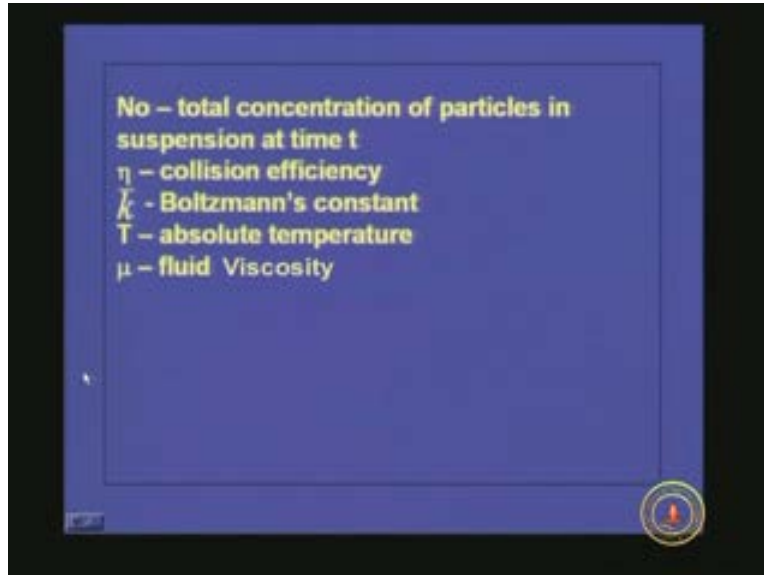 No – total concentration of particles in
suspension at time t
η – collision efficiency
k̅ - Boltzmann's constant
T – absolute temperature
μ – fluid Viscosity